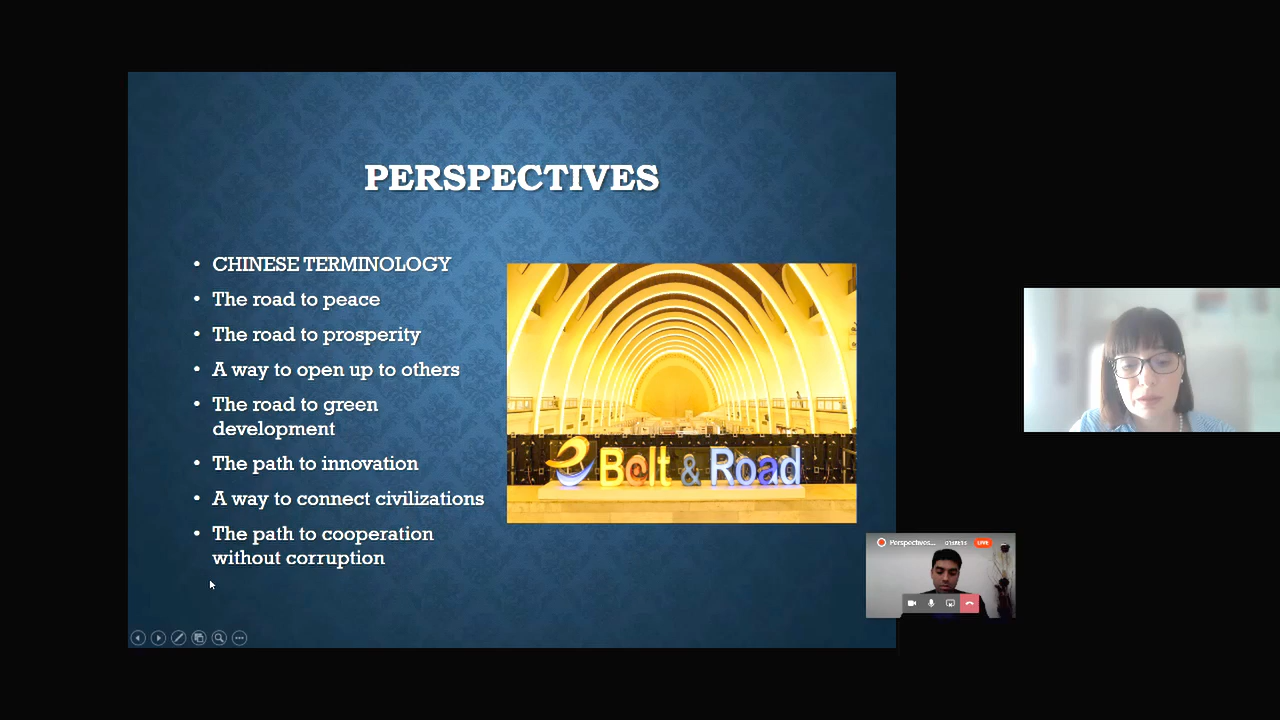 PERSPECTIVES
• CHINESE TERMINOLOGY
• The road to peace
• The road to prosperity
• A way to open up to others
• The road to green
development
• The path to innovation
• A way to connect civilizations
• The path to cooperation
without corruption
Belt & Road
Perspectives...
LIVE